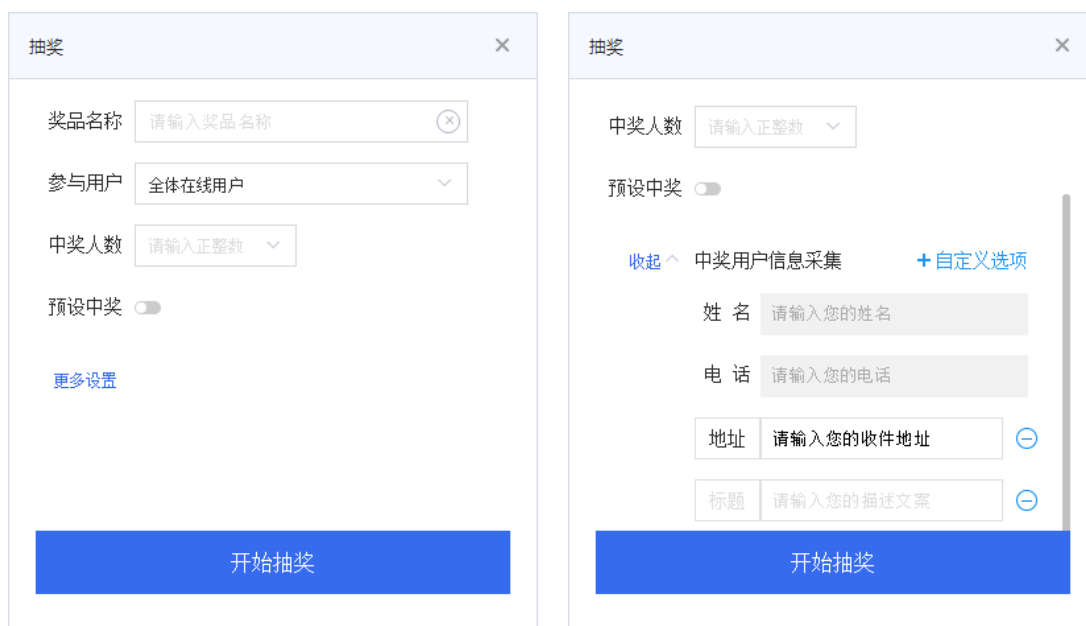 抽奖
奖品名称 请输入奖品名称
参与用户 全体在线用户
中奖人数 请输入正整数
预设中奖
更多设置
开始抽奖
抽奖
中奖人数 请输入正整数
预设中奖
收起 中奖用户信息采集 +自定义选项
姓 名 请输入您的姓名
电 话 请输入您的电话
地址 请输入您的收件地址
标题 请输入您的描述文案
开始抽奖